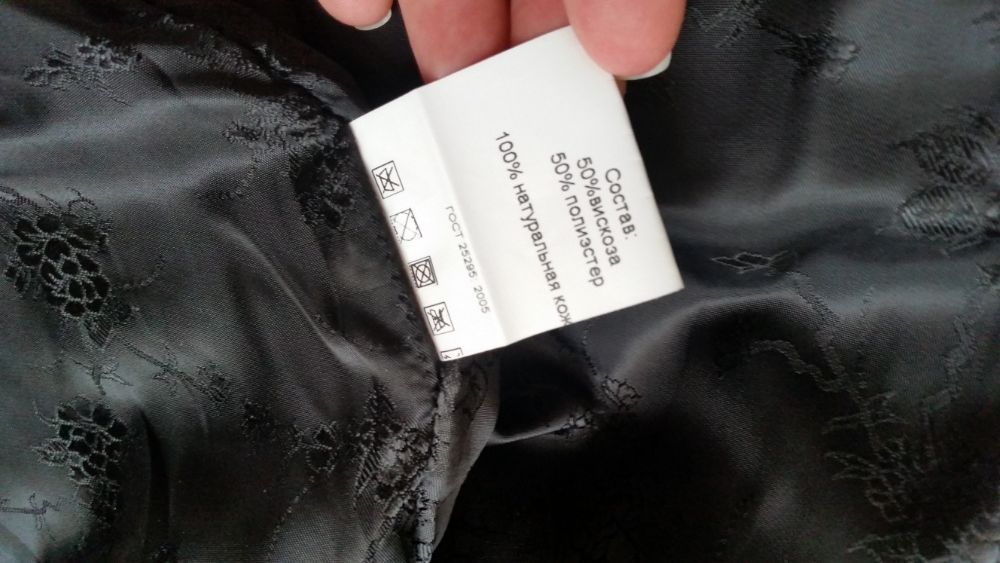 Состав:
50%вискоза
50% полиэстер
100% натуральная кож
ГОСТ 25295 2005